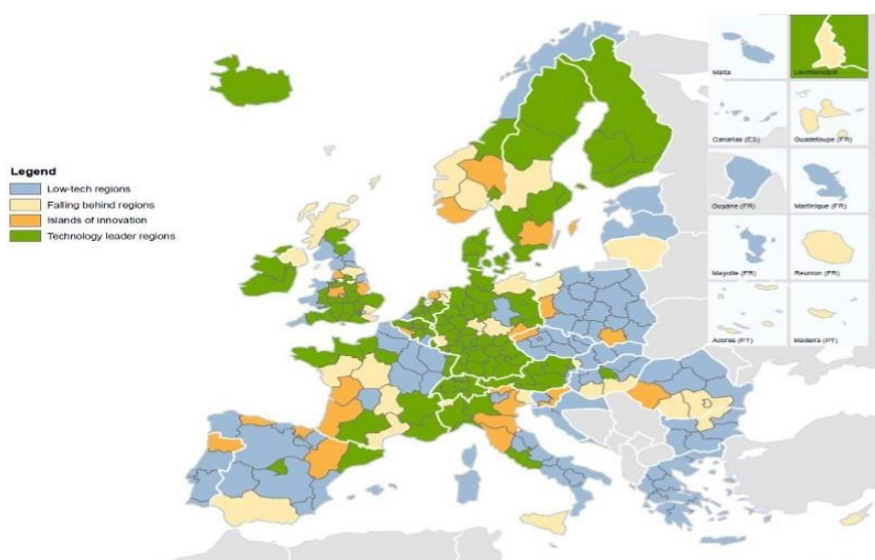 Legend
Low-tech regions
Falling behind regions
Islands of innovation
Technology leader regions
Malta
Liechtenstein
Canarias (ES)
Guadeloupe (FR)
Guyane (FR)
Martinique (FR)
Mayotte (FR)
Reunion (FR)
Acores (PT)
Madeira (PT)